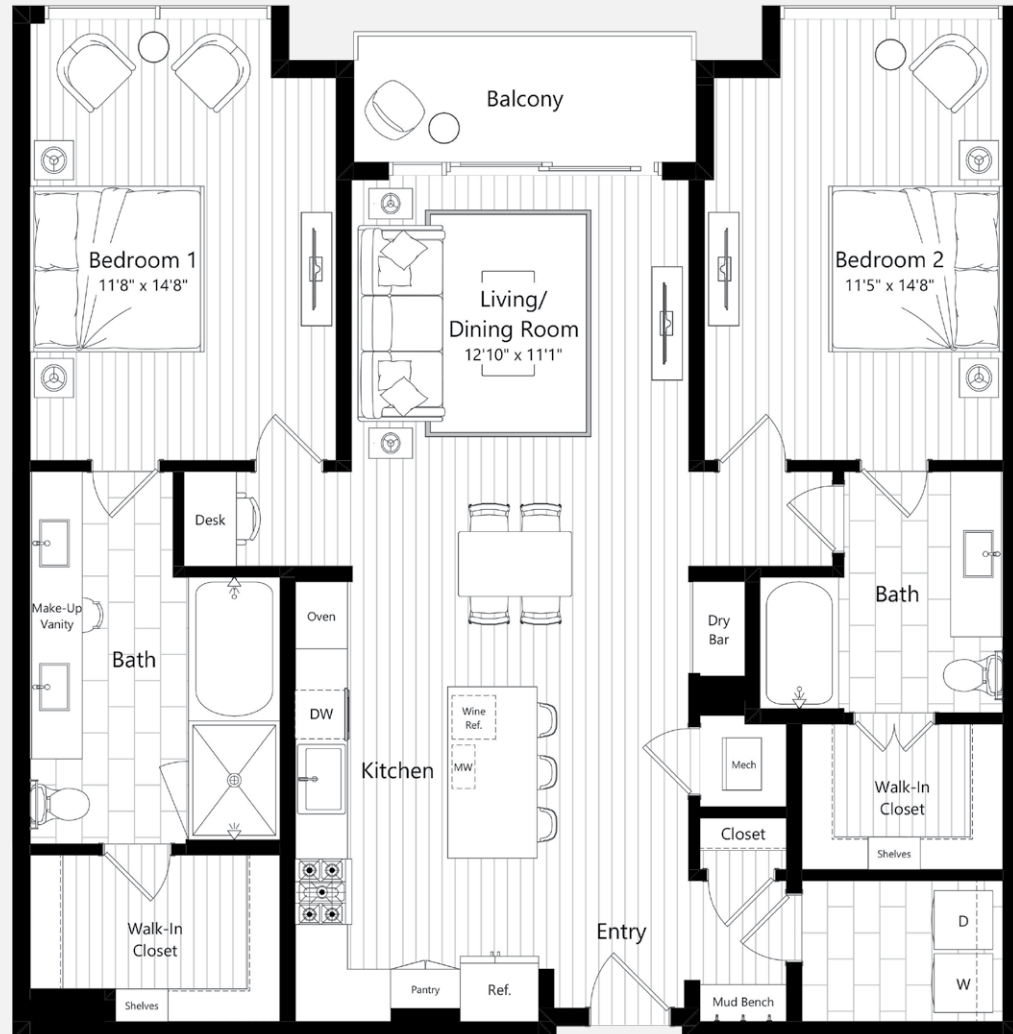 Balcony
Bedroom 1
11'8" x 14'8"
Living/
Dining Room
12'10" x 11'1"
Bedroom 2
11'5" x 14'8"
Desk
Make-Up
Vanity
Bath
Oven
DW
Kitchen
Wine
Ref.
MW
Dry
Bar
Bath
Mech
Walk-In
Closet
Shelves
Closet
Walk-In
Closet
Shelves
Entry
Pantry
Ref.
Mud Bench
D
W